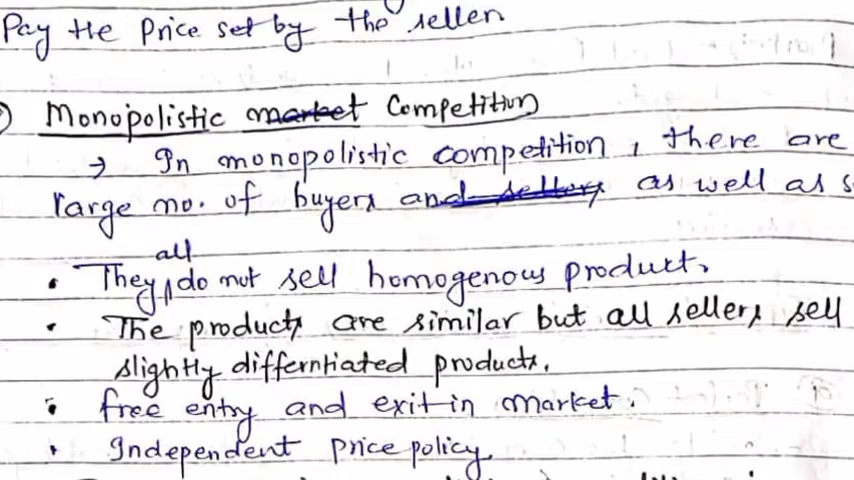 Pay the Price set by the seller
Monopolistic market Competition
→ In monopolistic competition, there are
large no. of buyers and sellers as well as
all
• They do not sell homogenous product.
• The products are similar but all sellers sell
slightly differntiated products.
• free entry and exit in market.
• Independent price policy.